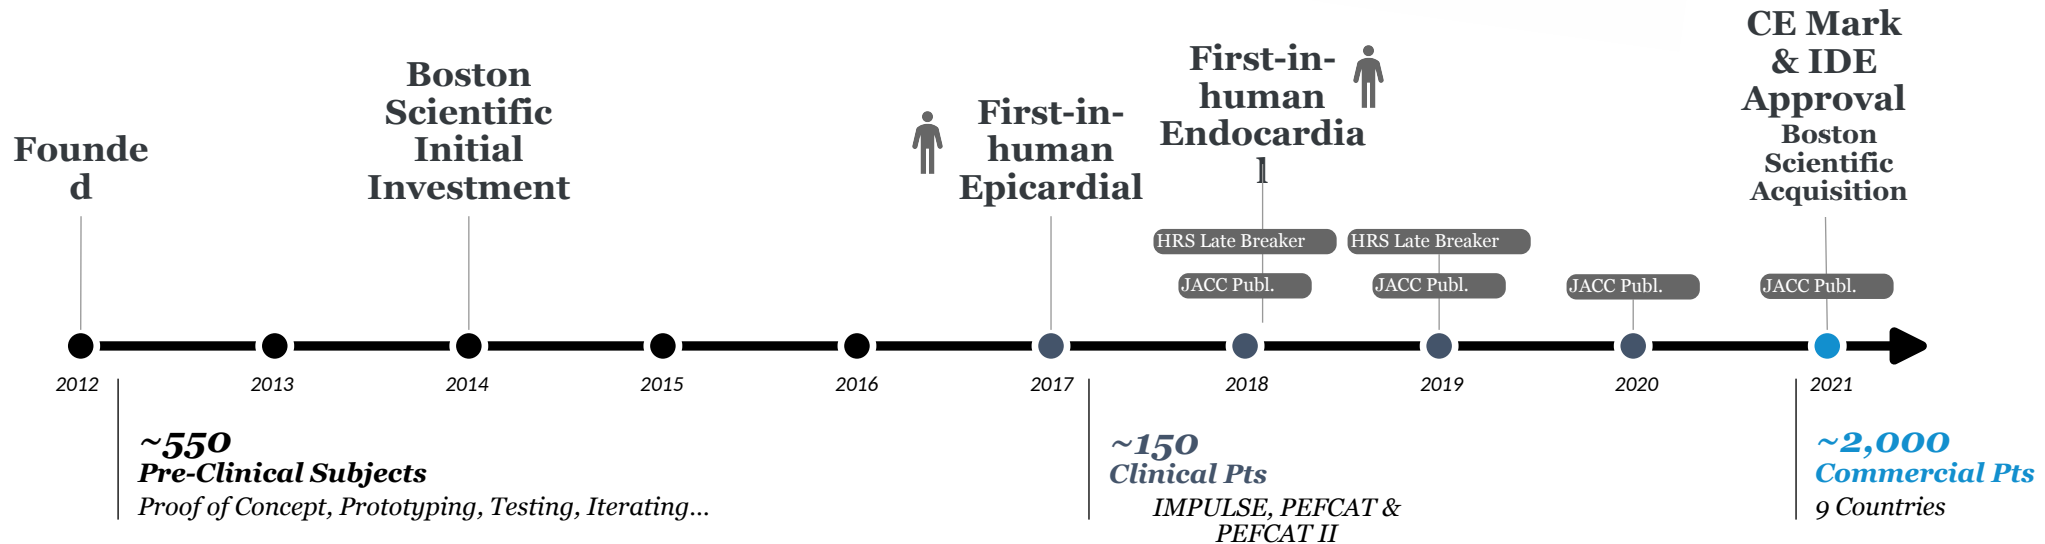 Founde
d
Boston
Scientific
Initial
Investment
First-in-
human
Epicardial
First-in-
human
Endocardia
l
CE Mark
& IDE
Approval
Boston
Scientific
Acquisition
HRS Late Breaker
HRS Late Breaker
JACC Publ.
JACC Publ.
JACC Publ.
JACC Publ.
2012
2013
2014
2015
2016
2017
2018
2019
2020
2021
~550
Pre-Clinical Subjects
Proof of Concept, Prototyping, Testing, Iterating...
~150
Clinical Pts
IMPULSE, PEFCAT &
PEFCAT II
~2,000
Commercial Pts
9 Countries